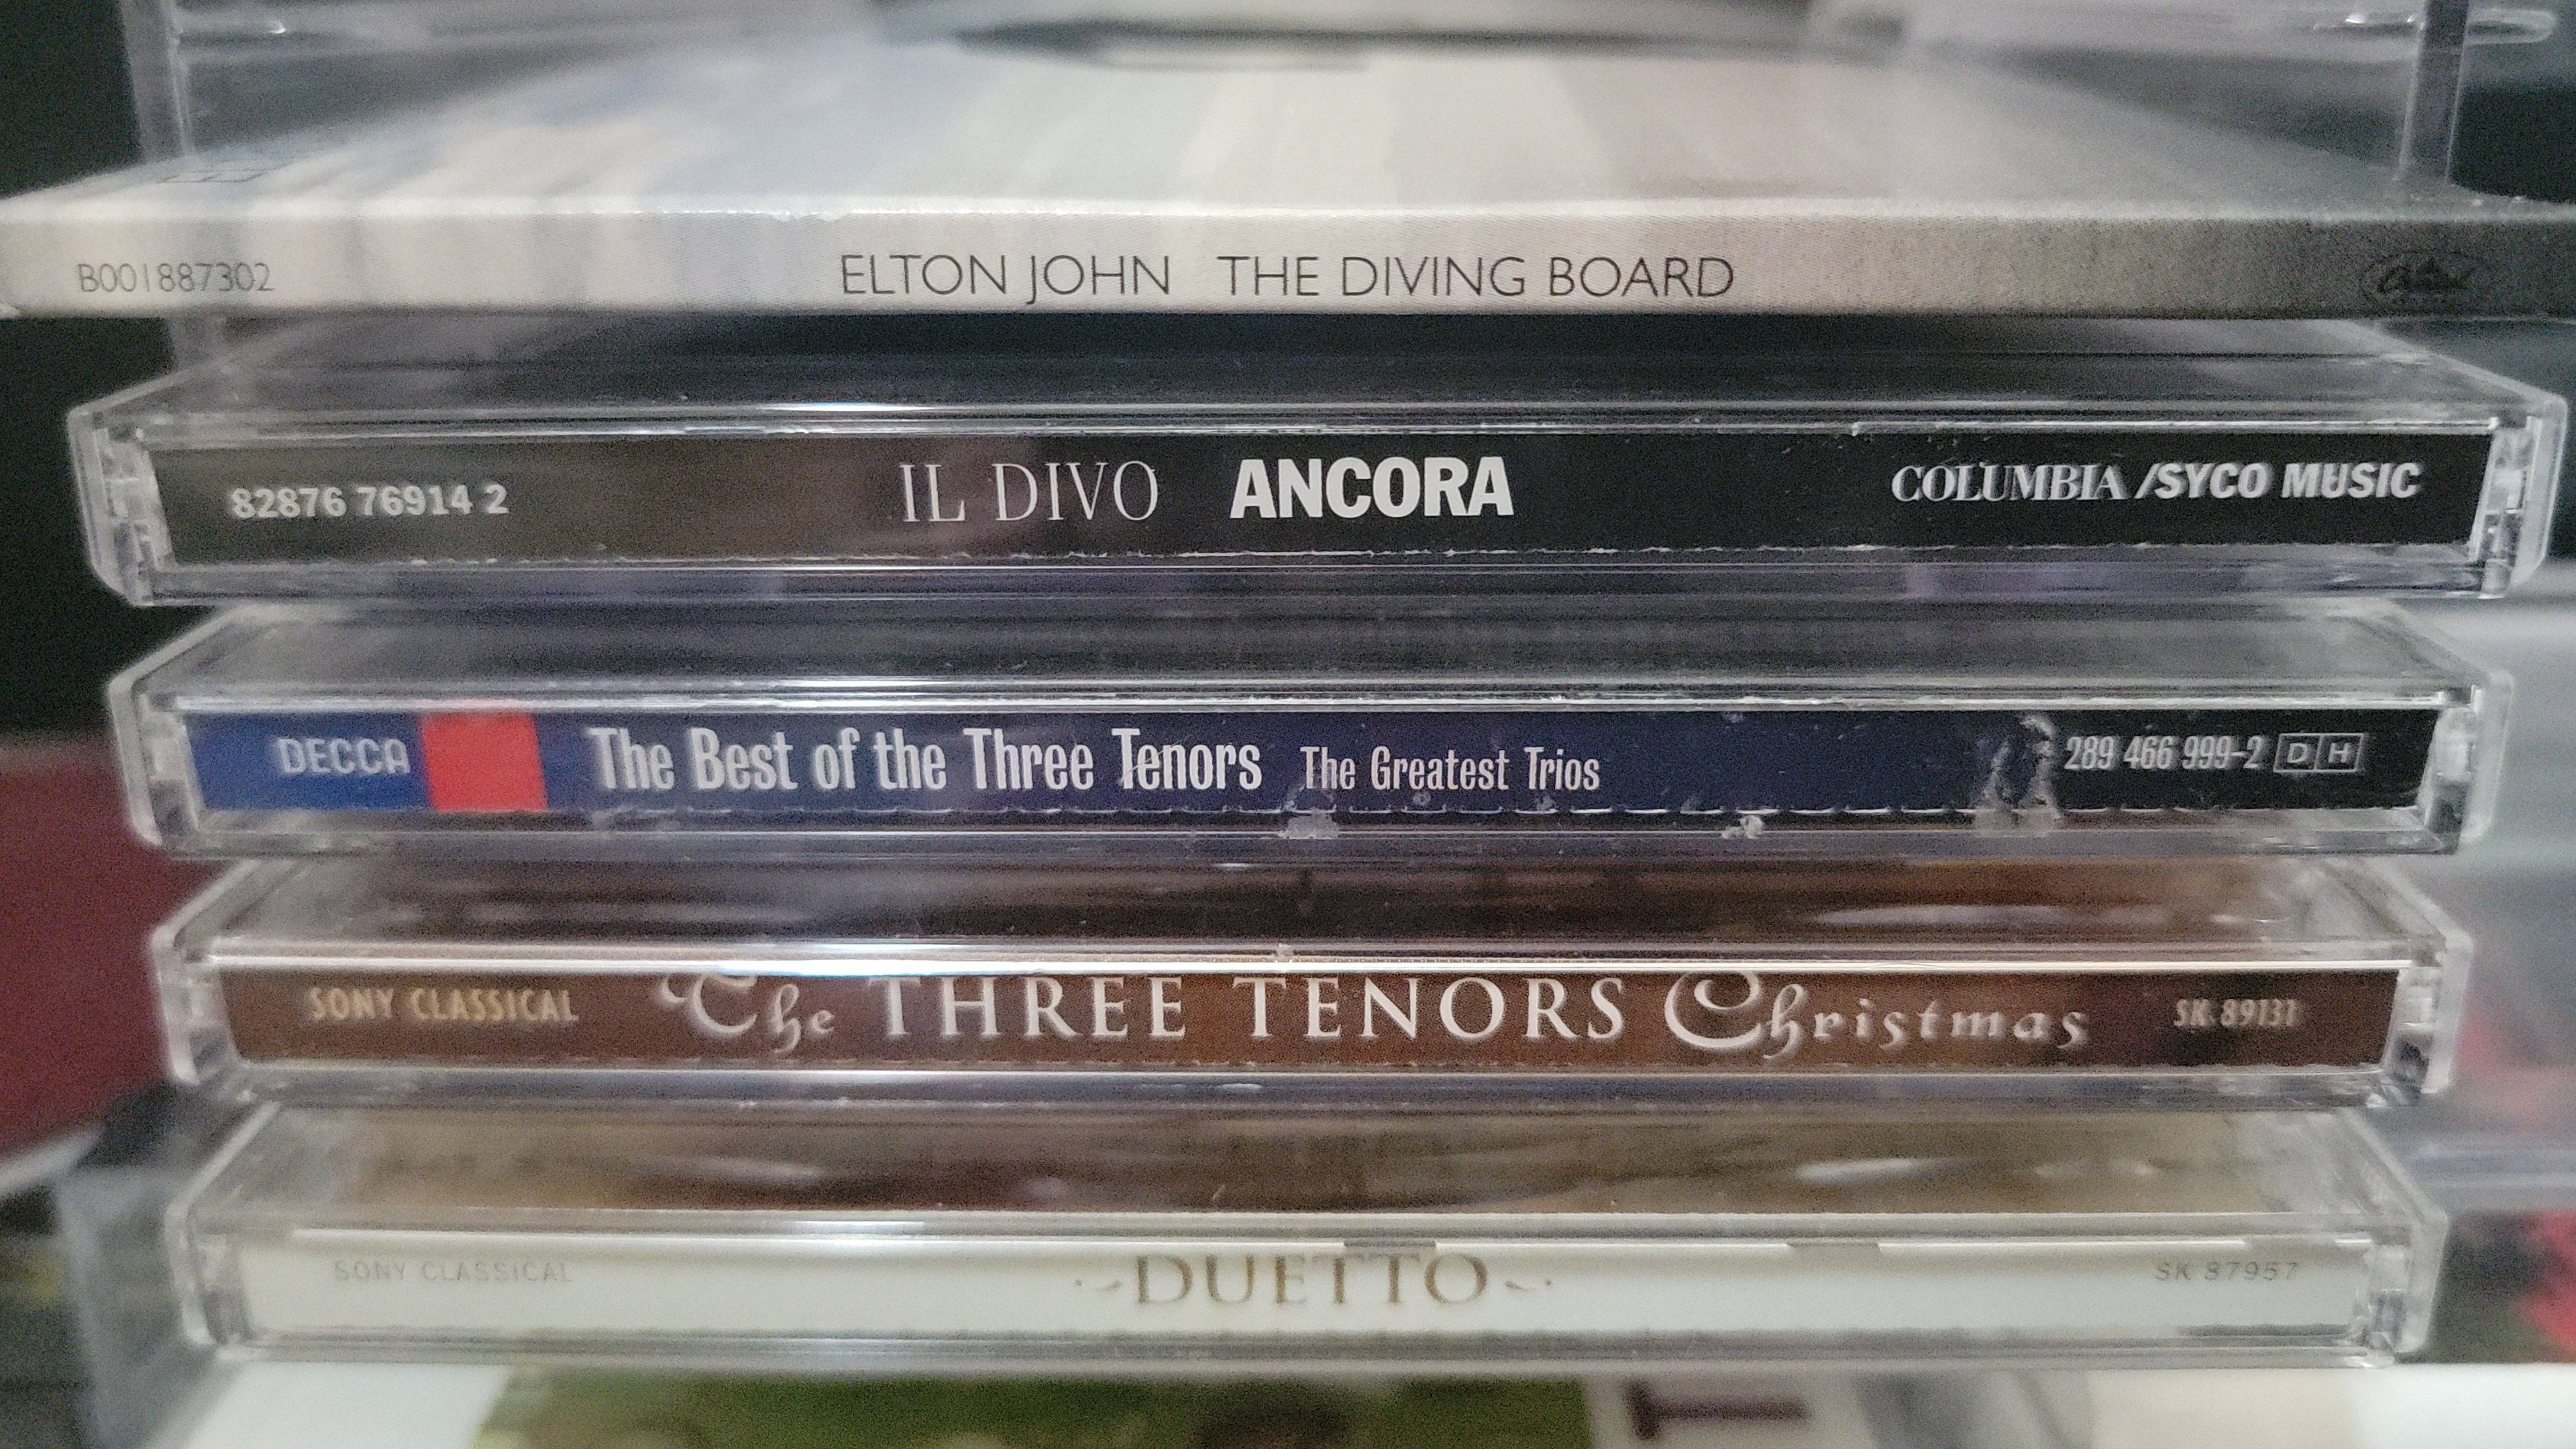 B001887302 ELTON JOHN THE DIVING BOARD
82876 76914 2 IL DIVO ANCORA COLUMBIA /SYCO MUSIC
DECCA The Best of the Three Tenors The Greatest Trios 289 466 999-2 D H
SONY CLASSICAL The THREE TENORS Christmas SK 89131
SONY CLASSICAL DUETTO SK 87957